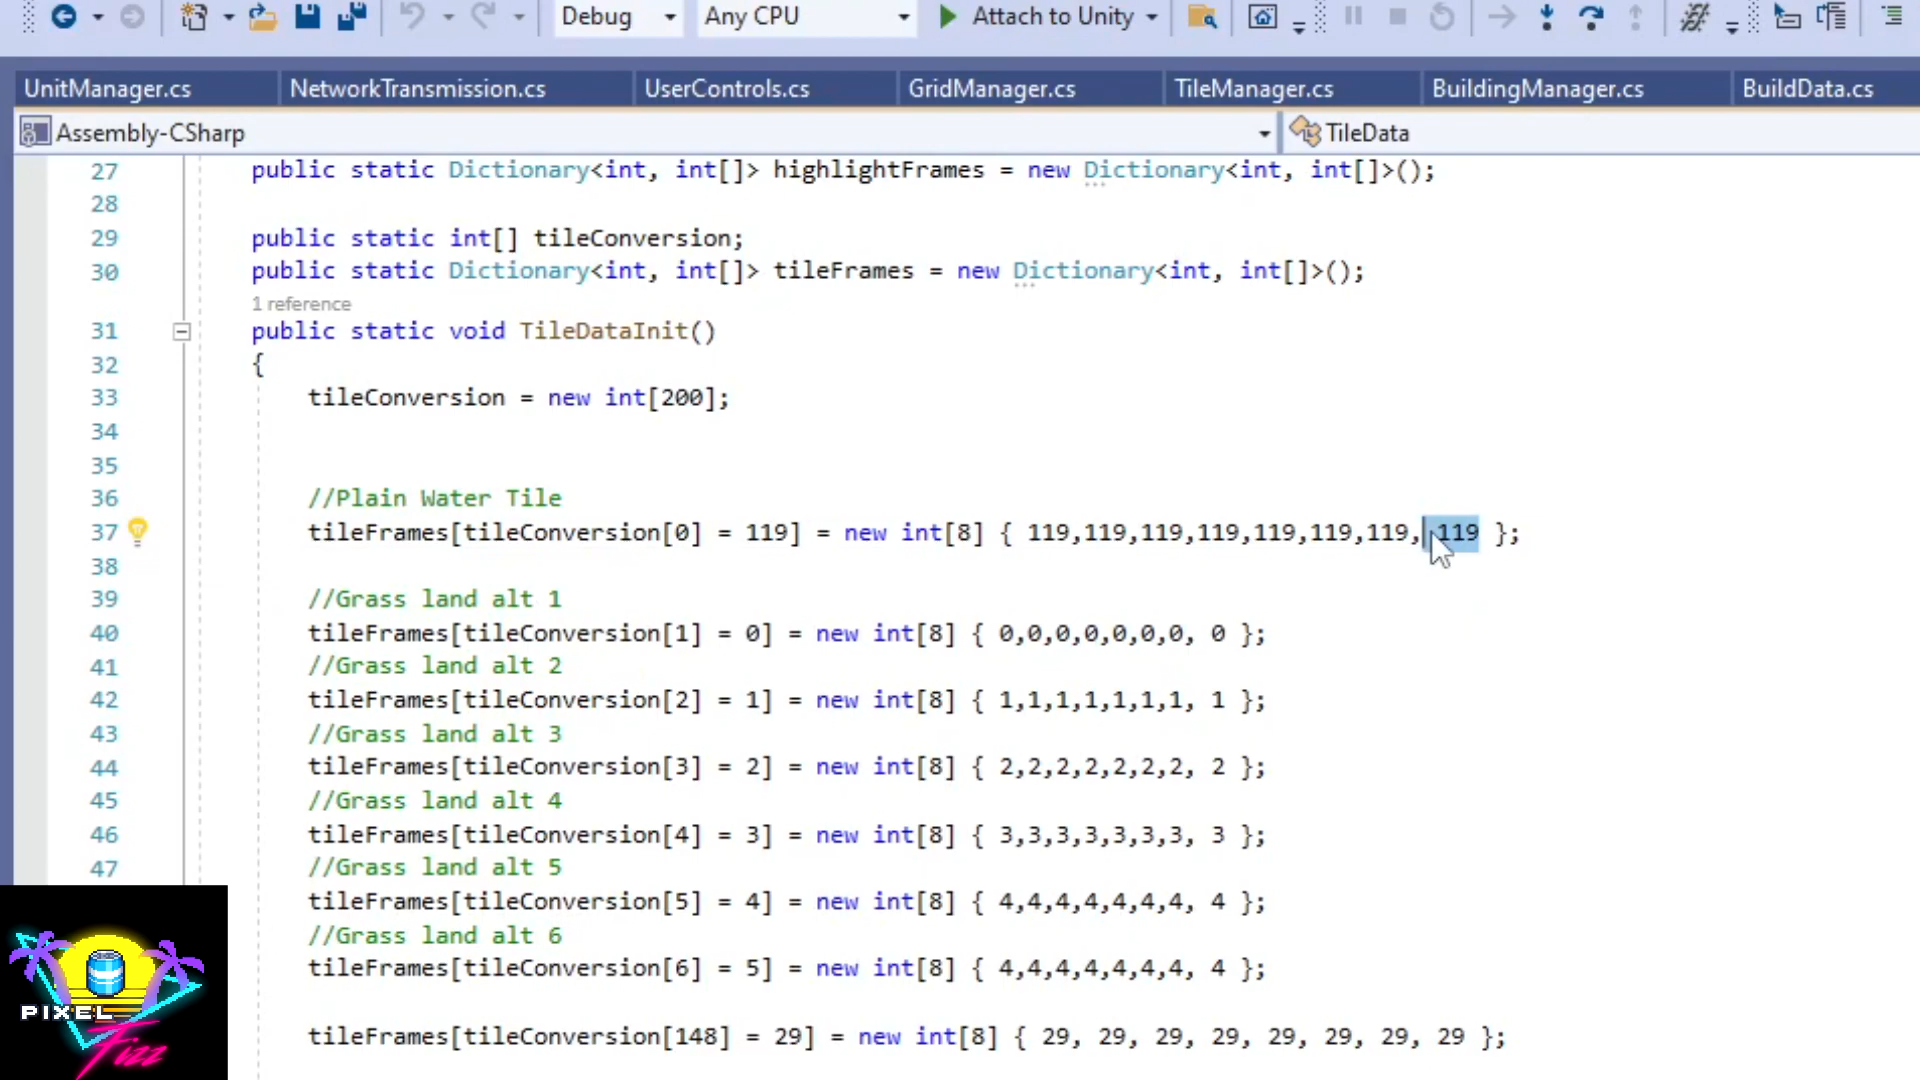 Debug Any CPU Attach to Unity
UnitManager.cs NetworkTransmission.cs UserControls.cs GridManager.cs TileManager.cs BuildingManager.cs BuildData.cs
Assembly-CSharp TileData
27 public static Dictionary<int, int[]> highlightFrames = new Dictionary<int, int[]>();
28
29 public static int[] tileConversion;
30 public static Dictionary<int, int[]> tileFrames = new Dictionary<int, int[]>();
1 reference
31 public static void TileDataInit()
32 {
33 tileConversion = new int[200];
34
35
36 //Plain Water Tile
37 tileFrames[tileConversion[0] = 119] = new int[8] { 119,119,119,119,119,119,119, 119 };
38
39 //Grass land alt 1
40 tileFrames[tileConversion[1] = 0] = new int[8] { 0,0,0,0,0,0,0, 0 };
41 //Grass land alt 2
42 tileFrames[tileConversion[2] = 1] = new int[8] { 1,1,1,1,1,1,1, 1 };
43 //Grass land alt 3
44 tileFrames[tileConversion[3] = 2] = new int[8] { 2,2,2,2,2,2,2, 2 };
45 //Grass land alt 4
46 tileFrames[tileConversion[4] = 3] = new int[8] { 3,3,3,3,3,3,3, 3 };
47 //Grass land alt 5
tileFrames[tileConversion[5] = 4] = new int[8] { 4,4,4,4,4,4,4, 4 };
//Grass land alt 6
tileFrames[tileConversion[6] = 5] = new int[8] { 4,4,4,4,4,4,4, 4 };
tileFrames[tileConversion[148] = 29] = new int[8] { 29, 29, 29, 29, 29, 29, 29, 29 };
PIXEL
Fizz